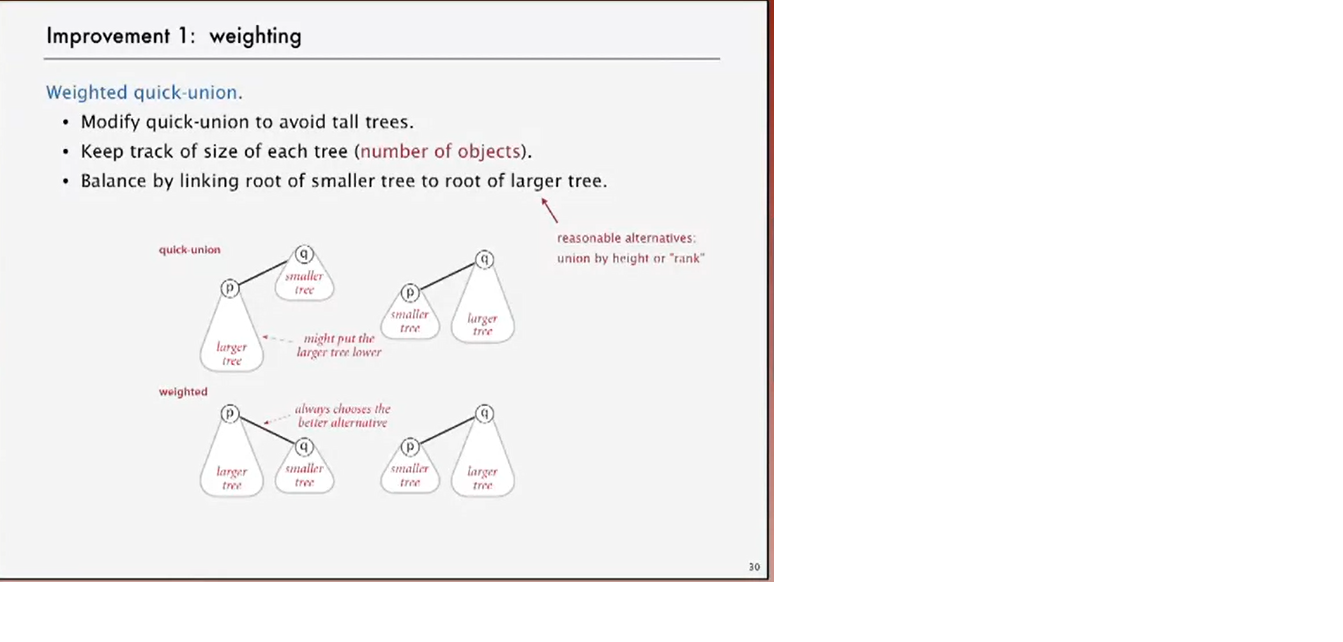 Improvement 1: weighting
Weighted quick-union.
• Modify quick-union to avoid tall trees.
• Keep track of size of each tree (number of objects).
• Balance by linking root of smaller tree to root of larger tree.
reasonable alternatives:
union by height or "rank"
quick-union
q
smaller
tree
p
larger
tree
might put the
larger tree lower
q
p
smaller
tree
larger
tree
weighted
p
always chooses the
better alternative
q
larger
tree
smaller
tree
q
p
smaller
tree
larger
tree
30